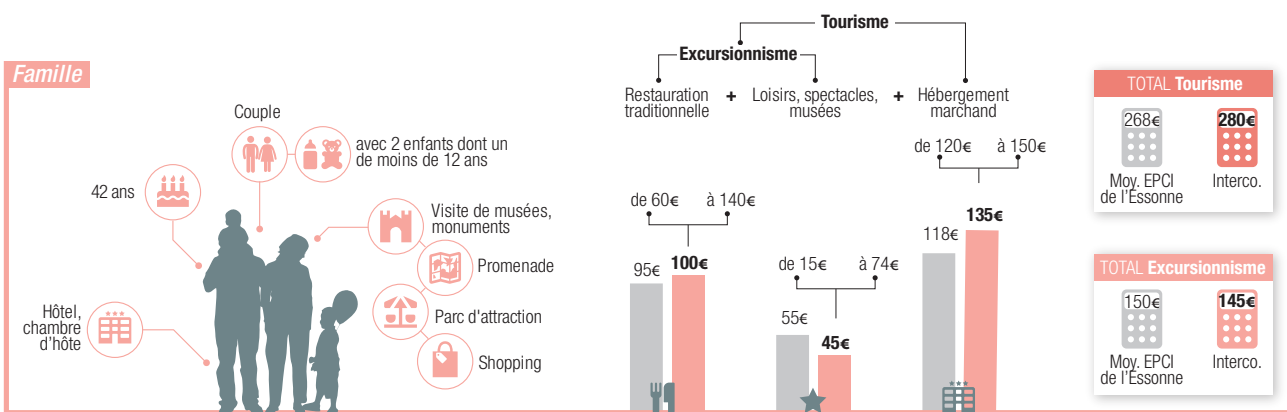 Famille
Couple
avec 2 enfants dont un
de moins de 12 ans
42 ans
Visite de musées,
monuments
Promenade
Hôtel,
chambre
d'hôte
Parc d'attraction
Shopping
Tourisme
Excursionnisme
Restauration
traditionnelle
+
Loisirs, spectacles,
musées
+
Hébergement
marchand
de 60€ à 140€
95€ 100€
de 15€ à 74€
55€
45€
de 120€ à 150€
118€
135€
TOTAL Tourisme
268€ 280€
Moy. EPCI
de l'Essonne
Interco.
TOTAL Excursionnisme
150€ 145€
Moy. EPCI
de l'Essonne
Interco.